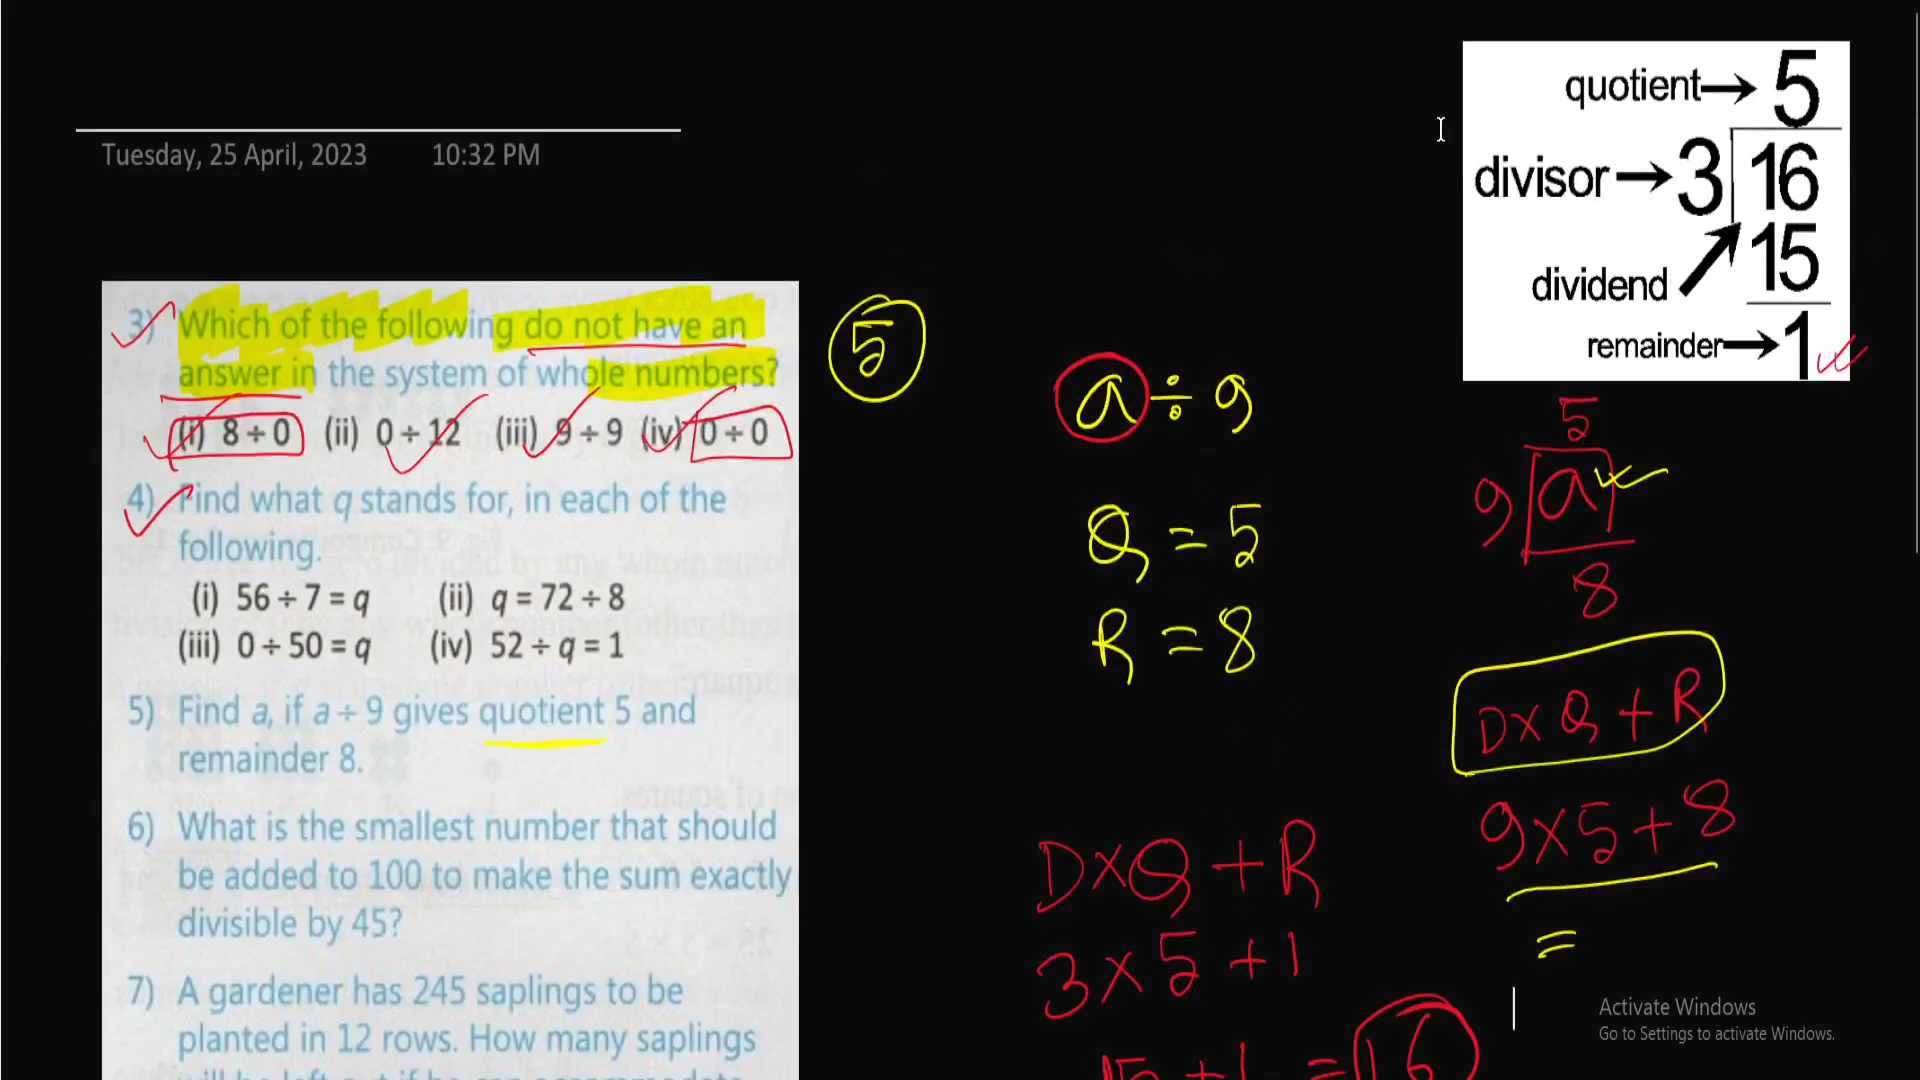 Tuesday, 25 April, 2023 10:32 PM
quotient→ 5
divisor→ 3 16
15
dividend
remainder→ 1
3) Which of the following do not have an
answer in the system of whole numbers?
(i) 8 ÷ 0 (ii) 0 ÷ 12 (iii) 9 ÷ 9 (iv) 0 ÷ 0
4) Find what q stands for, in each of the
following.
(i) 56 ÷ 7 = q (ii) q = 72 ÷ 8
(iii) 0 ÷ 50 = q (iv) 52 ÷ q = 1
5) Find a, if a ÷ 9 gives quotient 5 and
remainder 8.
6) What is the smallest number that should
be added to 100 to make the sum exactly
divisible by 45?
7) A gardener has 245 saplings to be
planted in 12 rows. How many saplings
5
a ÷ 9
Q = 5
R = 8
D×Q + R
3 × 5 + 1
15 + 1 = 16
5
9 a
8
D× Q + R
9 × 5 + 8
=
Activate Windows
Go to Settings to activate Windows.